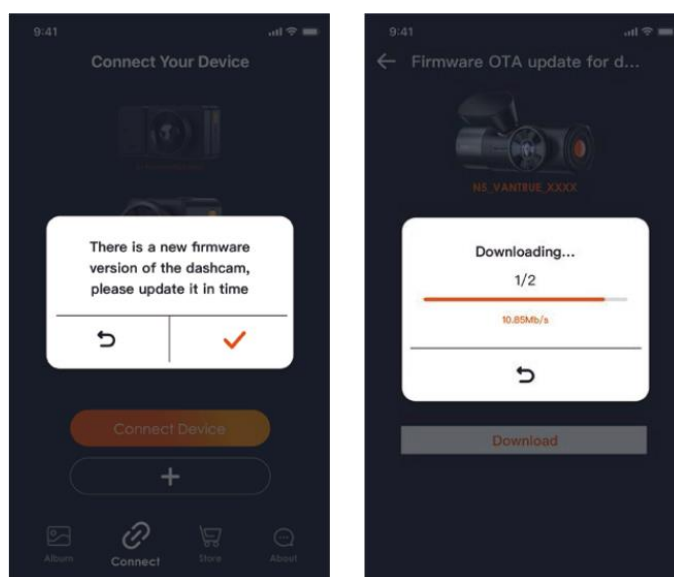 9:41
Connect Your Device
There is a new firmware
version of the dashcam,
please update it in time
Connect Device
Album
Connect
Store
About
9:41
Firmware OTA update for d...
NS_VANTRUE_XXXX
Downloading...
1/2
10.85Mb/s
Download